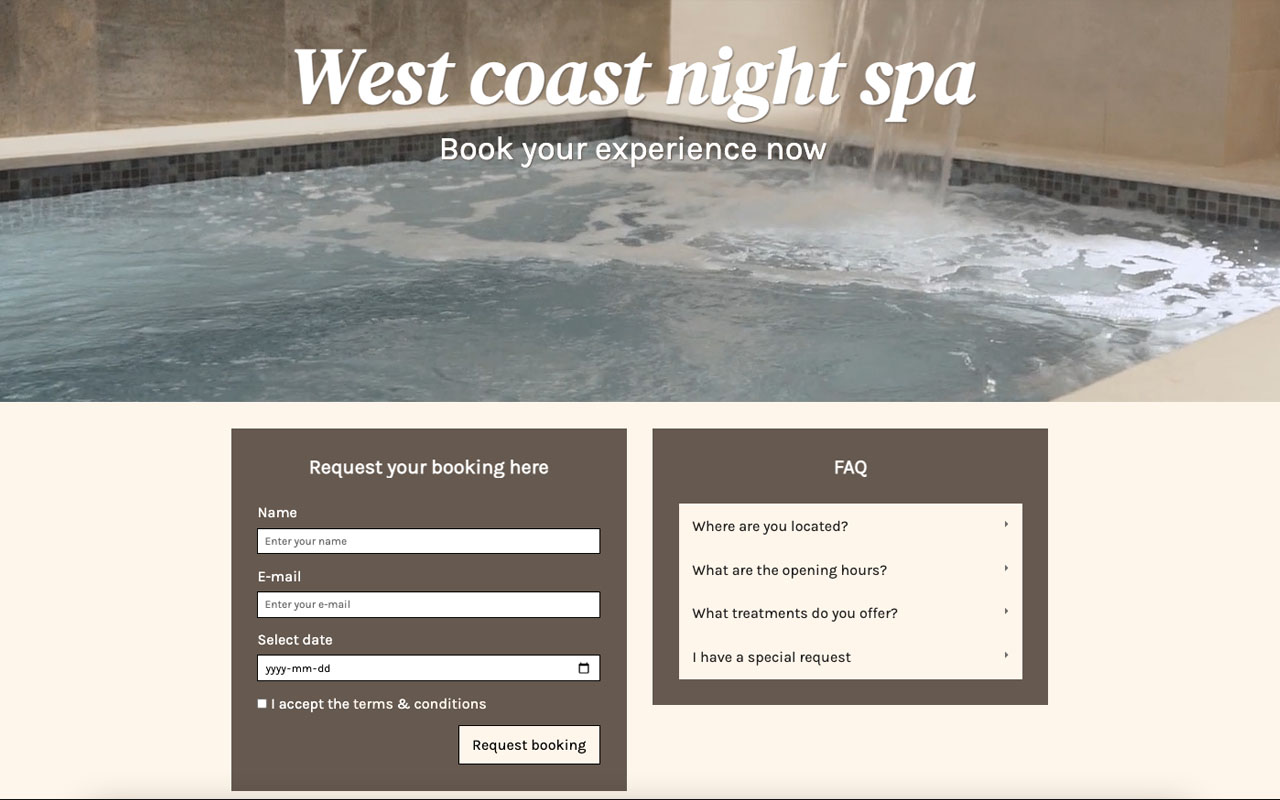 West coast night spa
Book your experience now
Request your booking here
Name
Enter your name
E-mail
Enter your e-mail
Select date
yyyy-mm-dd
I accept the terms & conditions
Request booking
FAQ
Where are you located?
What are the opening hours?
What treatments do you offer?
I have a special request